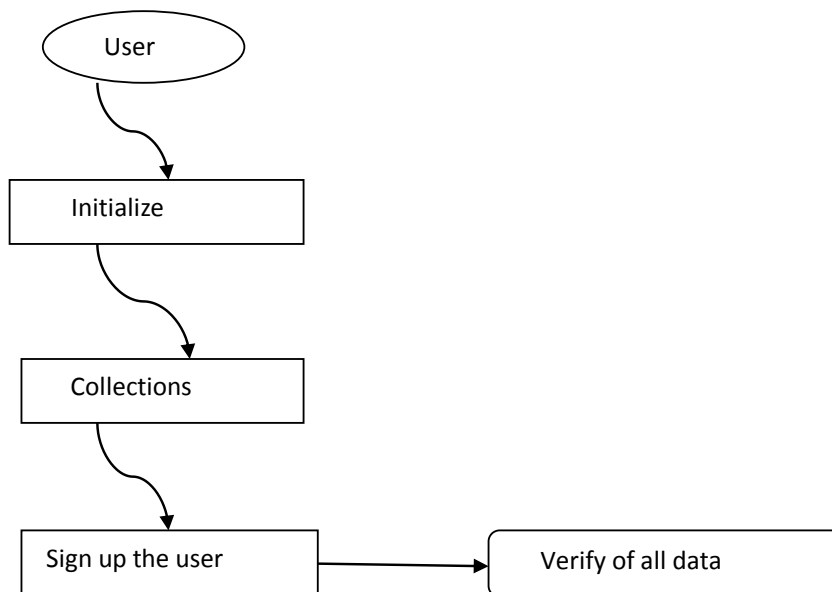 User
Initialize
Collections
Sign up the user
Verify of all data